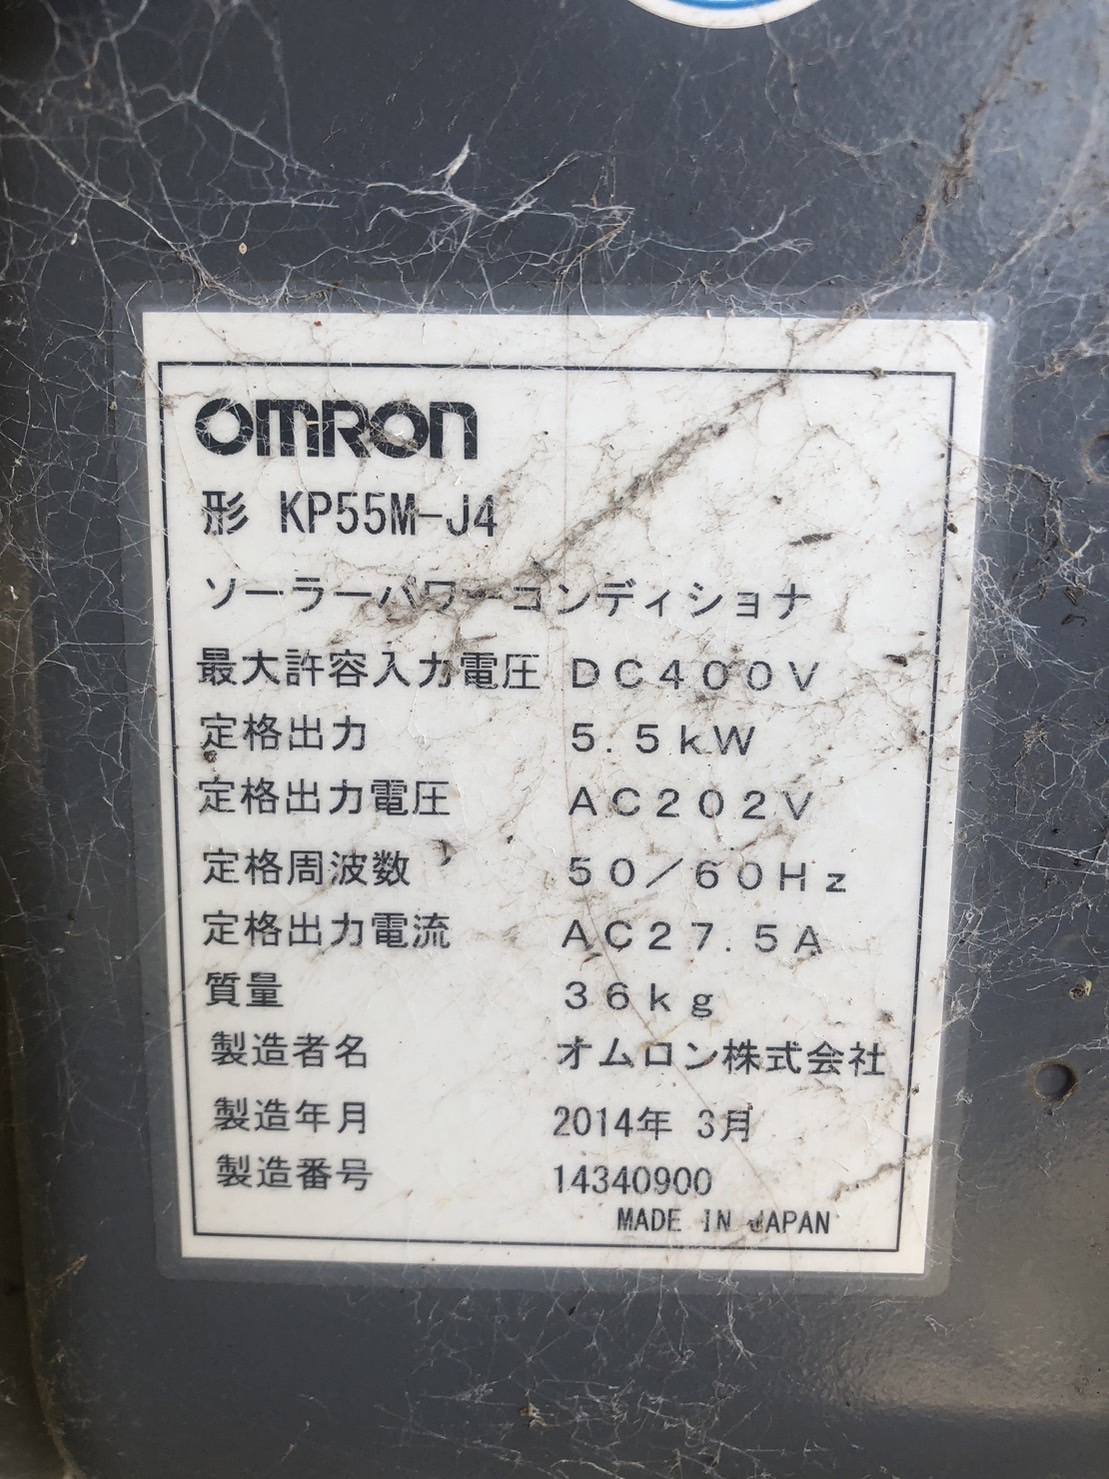 OMRON
形 KP55M-J4
ソーラーパワーコンディショナ
最大許容入力電圧 DC400V
定格出力 5.5kW
定格出力電圧 AC202V
定格周波数 50/60Hz
定格出力電流 AC27.5A
質量 36kg
製造者名 オムロン株式会社
製造年月 2014年 3月
製造番号 14340900
MADE IN JAPAN